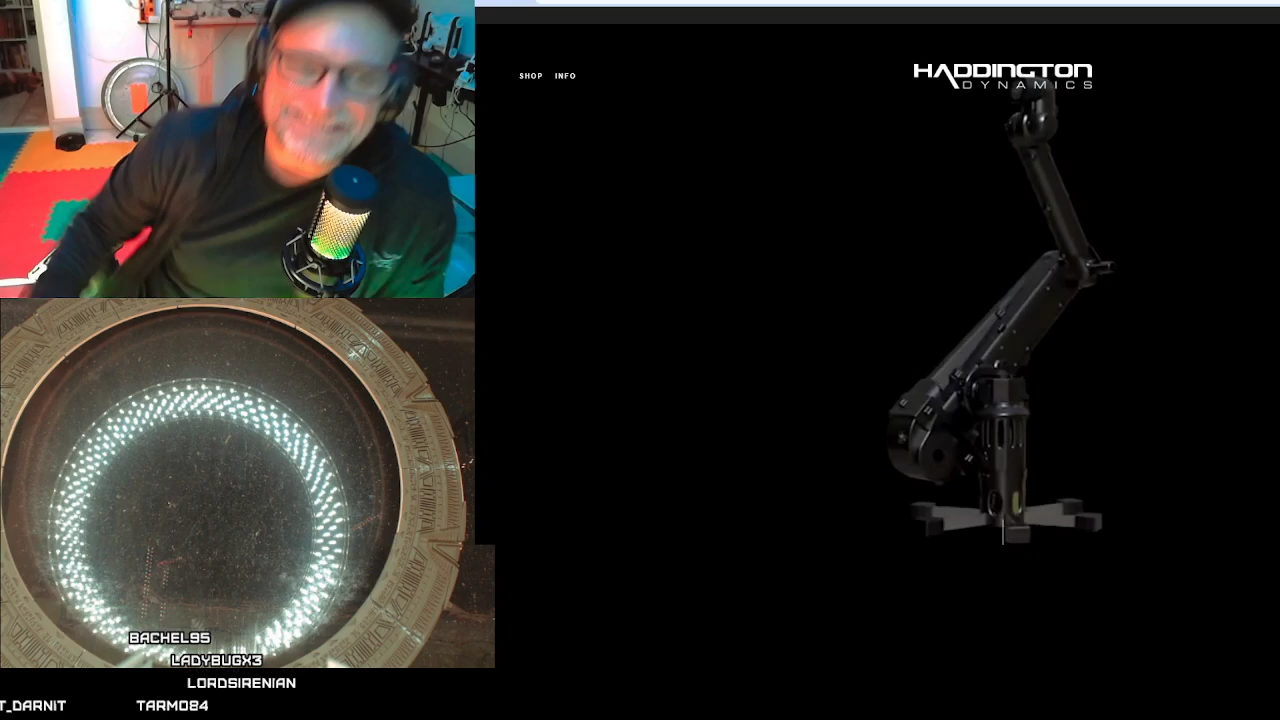 SHOP INFO
HADDINGTON
DYNAMICS
BACHEL95
LADYBUGX3
LORDSIRENIAN
T_DARNIT TARMO84